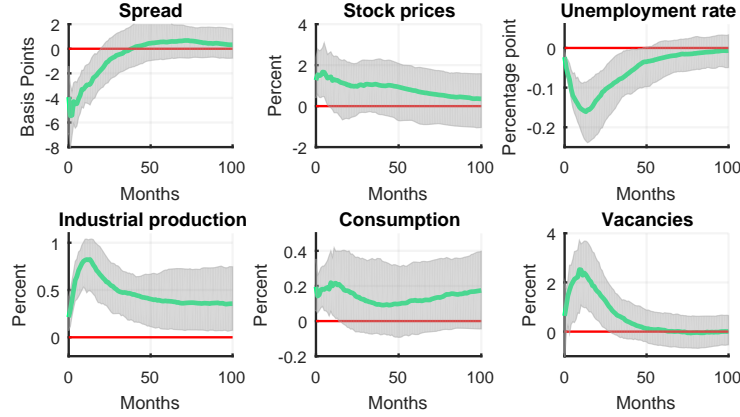 Spread
Stock prices
Unemployment rate
Basis Points
2
0
-2
-4
-6
-8
0
50
100
Months
Percent
4
2
0
-2
0
50
100
Months
Percentage point
0
-0.1
-0.2
0
50
100
Months
Industrial production
Consumption
Vacancies
Percent
1
0.5
0
0
50
100
Months
Percent
0.4
0.2
0
-0.2
0
50
100
Months
Percent
4
2
0
0
50
100
Months